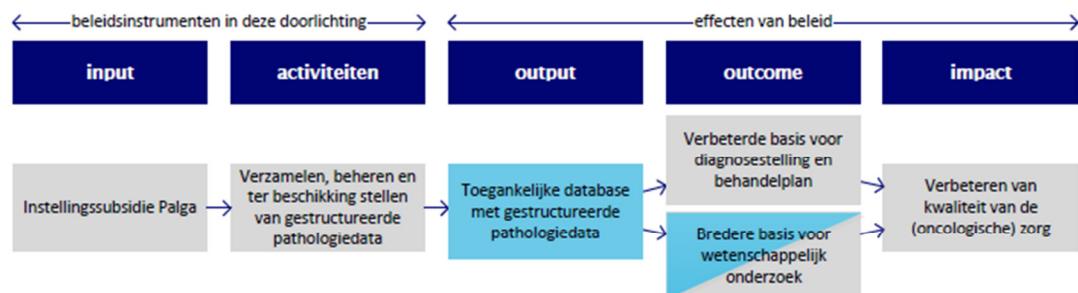 beleidsinstrumenten in deze doorlichting
effecten van beleid
input
activiteiten
output
outcome
impact
Instellingssubsidie Palga
Verzamelen, beheren en
ter beschikking stellen
van gestructureerde
pathologiedata
Toegankelijke database
met gestructureerde
pathologiedata
Verbeterde basis voor
diagnosestelling en
behandelplan
Bredere basis voor
wetenschappelijk
onderzoek
Verbeteren van
kwaliteit van de
(oncologische) zorg